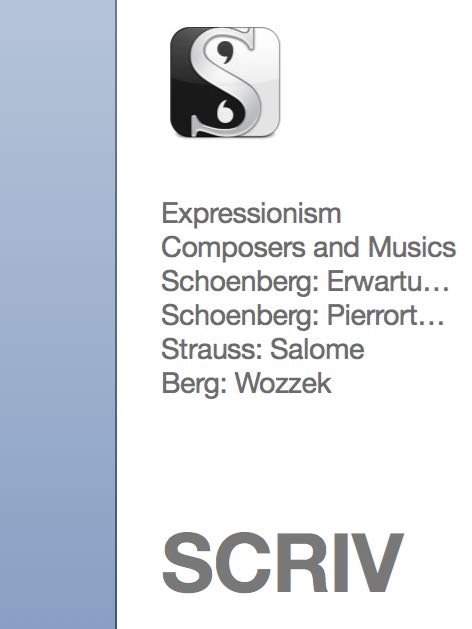 Expressionism
Composers and Musics
Schoenberg: Erwartu…
Schoenberg: Pierrort…
Strauss: Salome
Berg: Wozzek
SCRIV